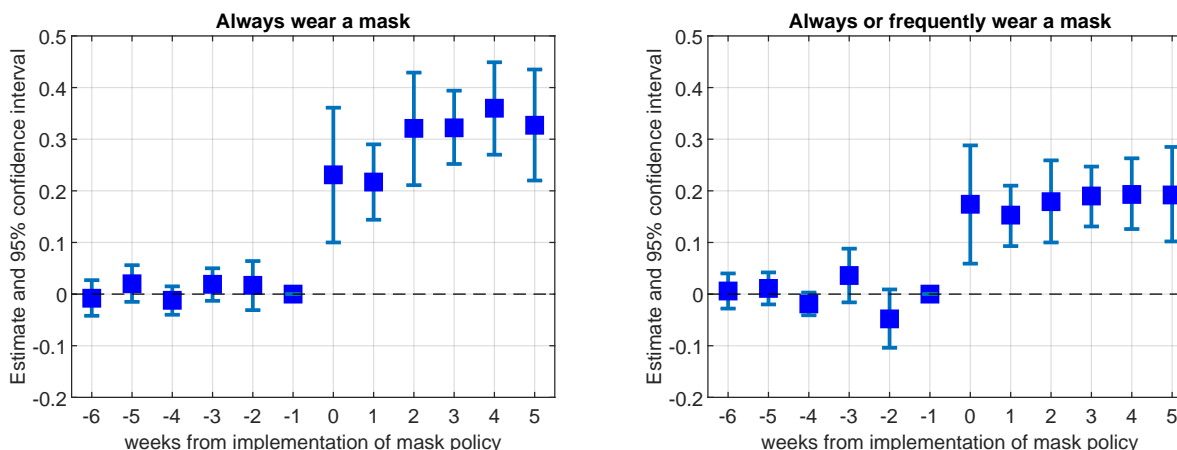 Always wear a mask
0.5
0.4
0.3
0.2
0.1
0
-0.1
-0.2
Estimate and 95% confidence interval
-6 -5 -4 -3 -2 -1 0 1 2 3 4 5
weeks from implementation of mask policy
Always or frequently wear a mask
0.5
0.4
0.3
0.2
0.1
0
-0.1
-0.2
Estimate and 95% confidence interval
-6 -5 -4 -3 -2 -1 0 1 2 3 4 5
weeks from implementation of mask policy